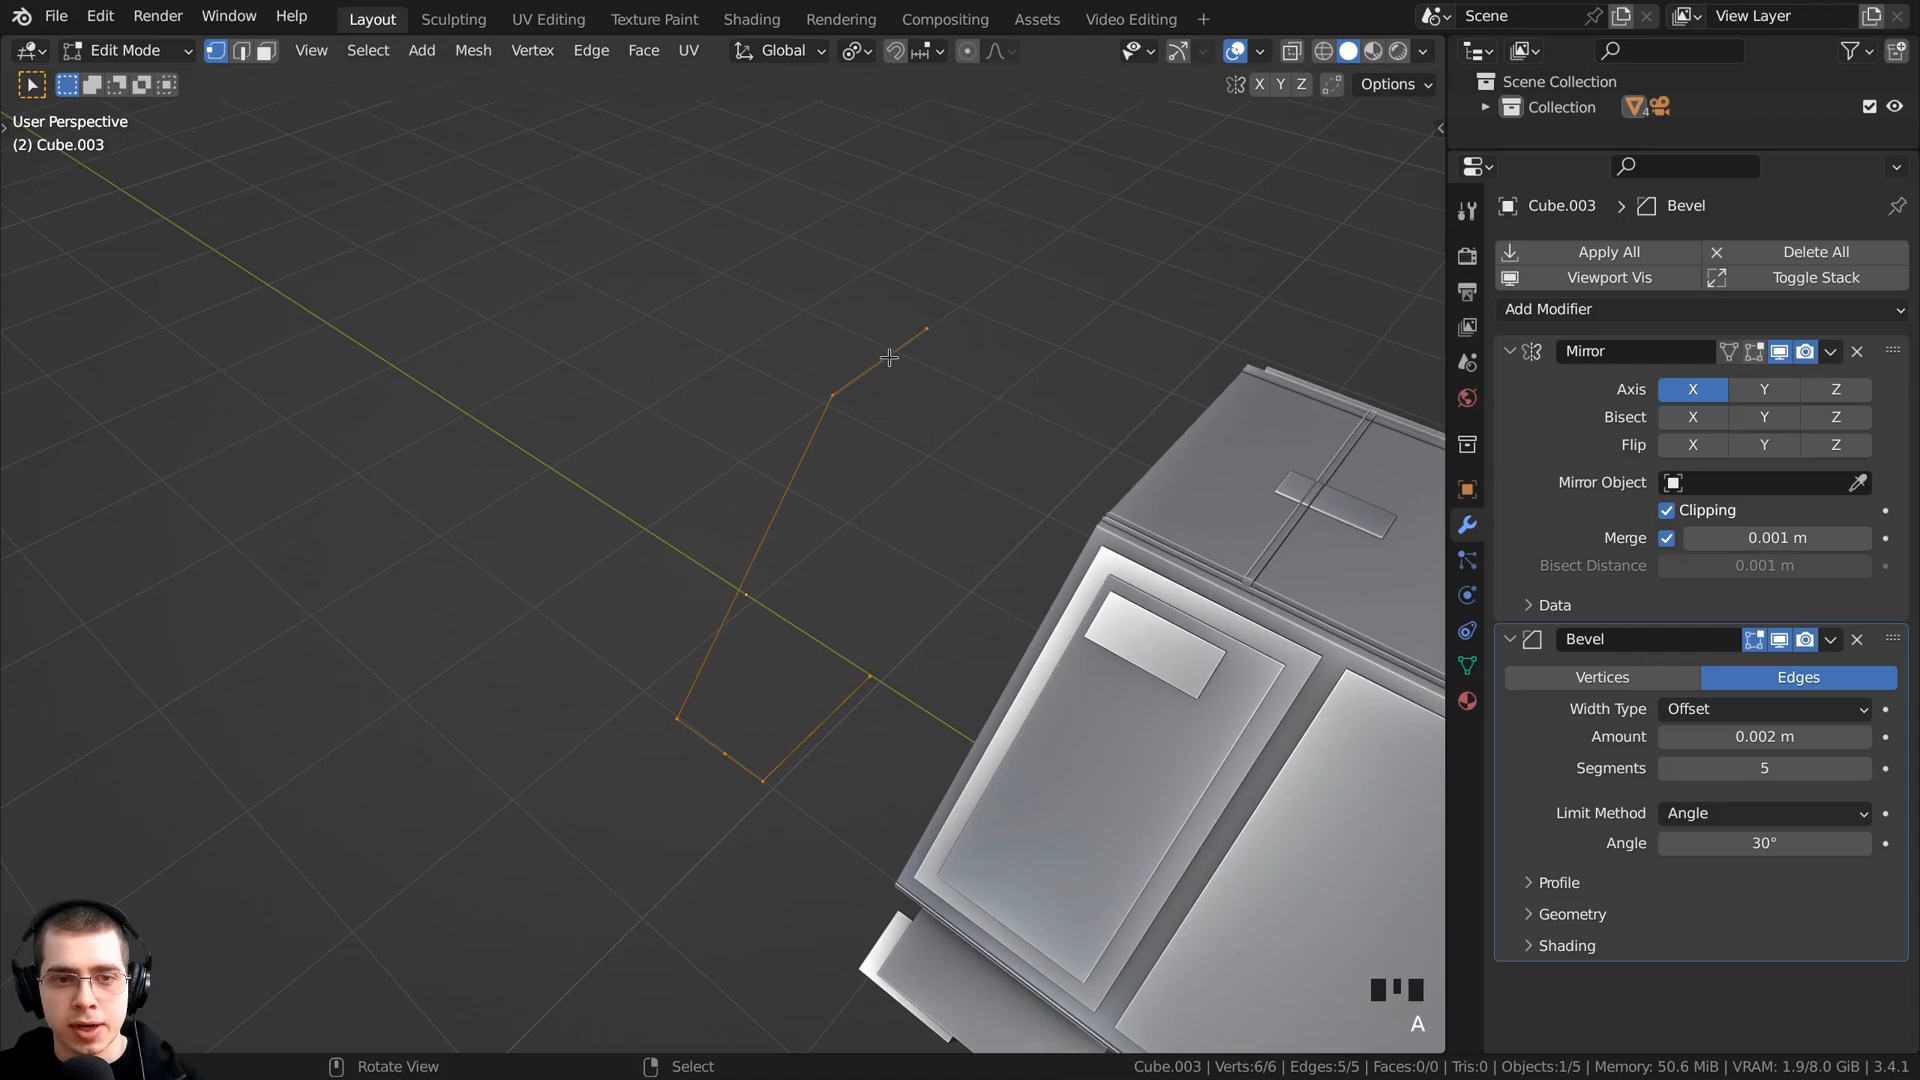 File Edit Render Window Help Layout Sculpting UV Editing Texture Paint Shading Rendering Compositing Assets Video Editing + Scene View Layer
Edit Mode View Select Add Mesh Vertex Edge Face UV Global
X Y Z Options
User Perspective
(2) Cube.003
Scene Collection
Collection 4
Cube.003 > Bevel
Apply All Delete All
Viewport Vis Toggle Stack
Add Modifier
Mirror
Axis X Y Z
Bisect X Y Z
Flip X Y Z
Mirror Object
Clipping
Merge 0.001 m
Bisect Distance 0.001 m
Data
Bevel
Vertices Edges
Width Type Offset
Amount 0.002 m
Segments 5
Limit Method Angle
Angle 30°
Profile
Geometry
Shading
A
Rotate View Select Cube.003 | Verts:6/6 | Edges:5/5 | Faces:0/0 | Tris:0 | Objects:1/5 | Memory: 50.6 MiB | VRAM: 1.9/8.0 GiB | 3.4.1